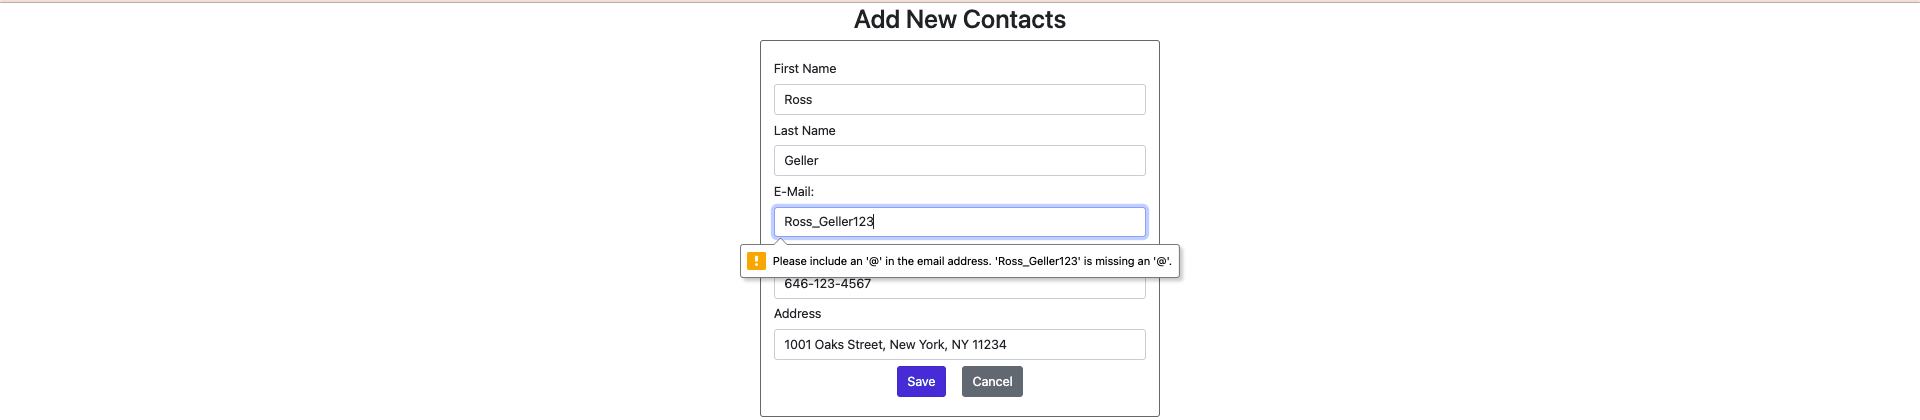 Add New Contacts
First Name
Ross
Last Name
Geller
E-Mail:
Ross_Geller123
Please include an '@' in the email address. 'Ross_Geller123' is missing an '@'.
646-123-4567
Address
1001 Oaks Street, New York, NY 11234
Save Cancel